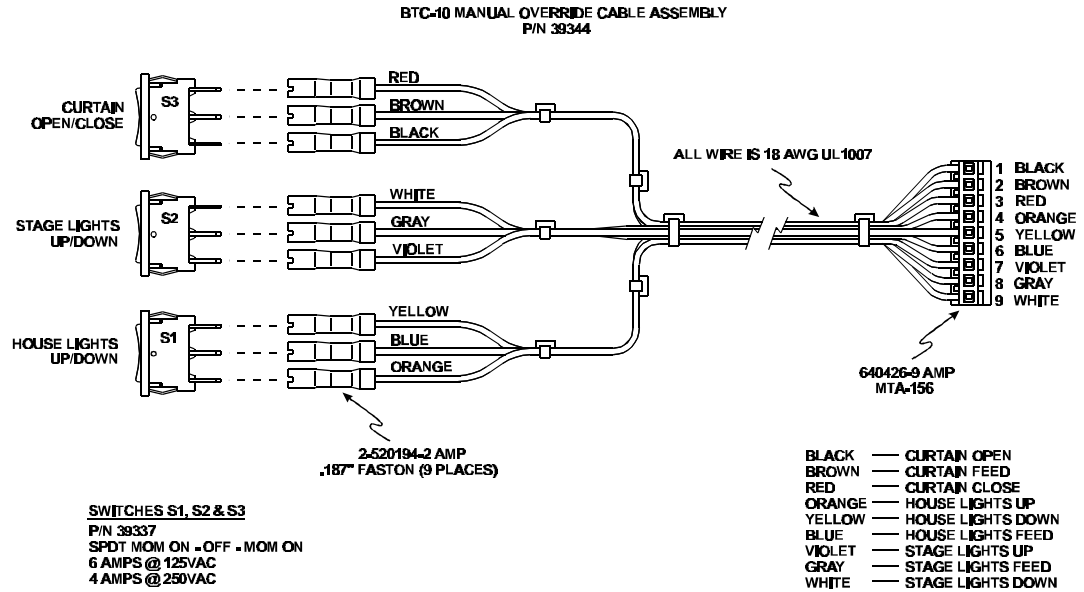 BTC-10 MANUAL OVERRIDE CABLE ASSEMBLY
P/N 39344
CURTAIN
OPEN/CLOSE
S3
RED
BROWN
BLACK
STAGE LIGHTS
UP/DOWN
S2
WHITE
GRAY
VIOLET
HOUSE LIGHTS
UP/DOWN
S1
YELLOW
BLUE
ORANGE
ALL WIRE IS 18 AWG UL1007
1 BLACK
2 BROWN
3 RED
4 ORANGE
5 YELLOW
6 BLUE
7 VIOLET
8 GRAY
9 WHITE
640426-9 AMP
MTA-156
2-520194-2 AMP
.187" FASTON (9 PLACES)
SWITCHES S1, S2 & S3
P/N 39337
SPDT MOM ON - OFF - MOM ON
6 AMPS @ 125VAC
4 AMPS @ 250VAC
BLACK — CURTAIN OPEN
BROWN — CURTAIN FEED
RED — CURTAIN CLOSE
ORANGE — HOUSE LIGHTS UP
YELLOW — HOUSE LIGHTS DOWN
BLUE — HOUSE LIGHTS FEED
VIOLET — STAGE LIGHTS UP
GRAY — STAGE LIGHTS FEED
WHITE — STAGE LIGHTS DOWN